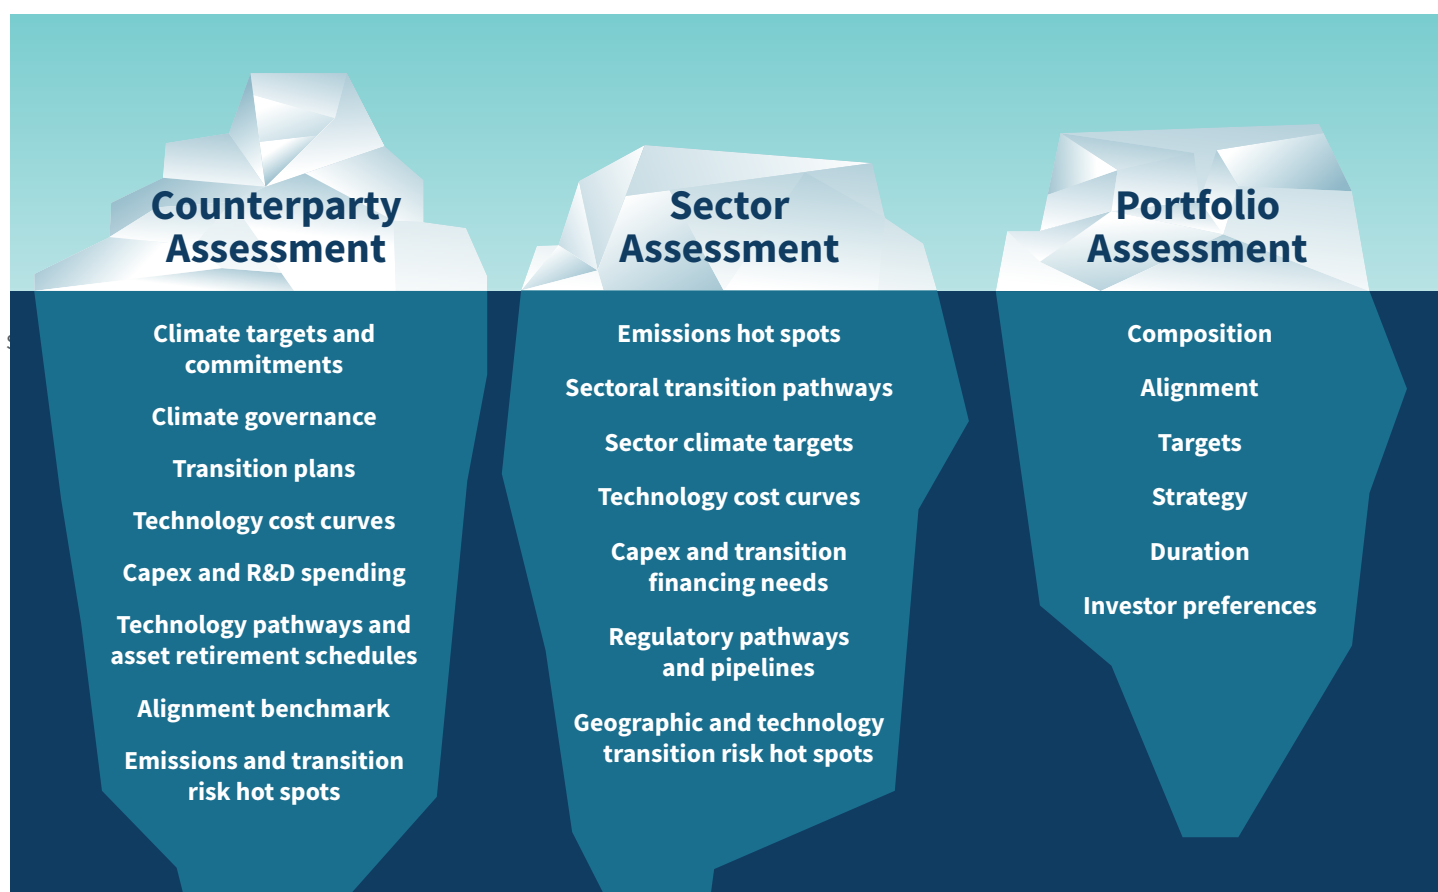 Counterparty
Assessment
Climate targets and
commitments
Climate governance
Transition plans
Technology cost curves
Capex and R&D spending
Technology pathways and
asset retirement schedules
Alignment benchmark
Emissions and transition
risk hot spots
Sector
Assessment
Emissions hot spots
Sectoral transition pathways
Sector climate targets
Technology cost curves
Capex and transition
financing needs
Regulatory pathways
and pipelines
Geographic and technology
transition risk hot spots
Portfolio
Assessment
Composition
Alignment
Targets
Strategy
Duration
Investor preferences